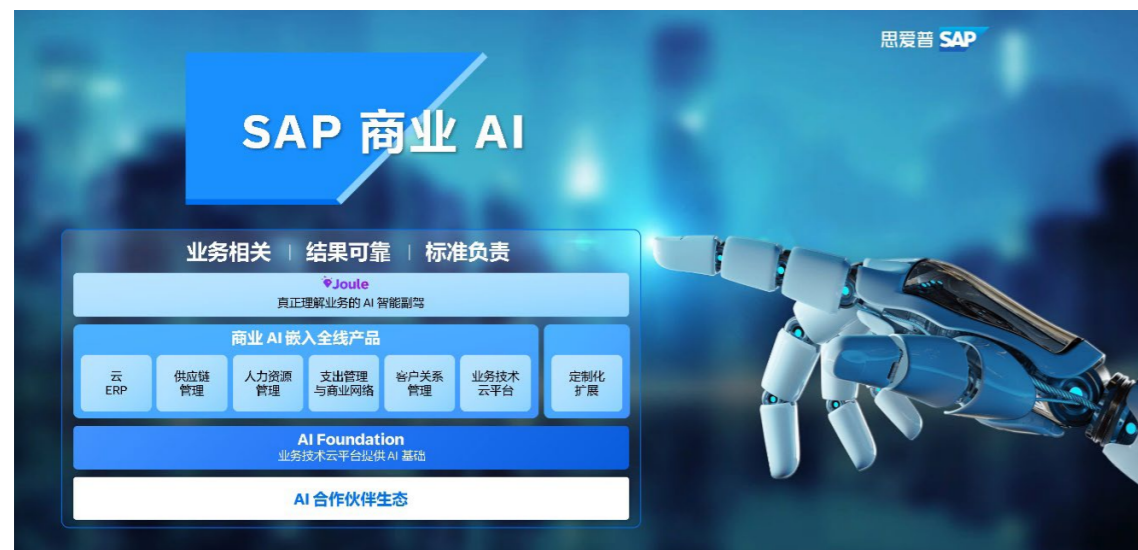 思爱普 SAP
SAP 商业 AI
业务相关 | 结果可靠 | 标准负责
Joule
真正理解业务的 AI 智能副驾
商业 AI 嵌入全线产品
云
ERP
供应链
管理
人力资源
管理
支出管理
与商业网络
客户关系
管理
业务技术
云平台
定制化
扩展
AI Foundation
业务技术云平台提供 AI 基础
AI 合作伙伴生态